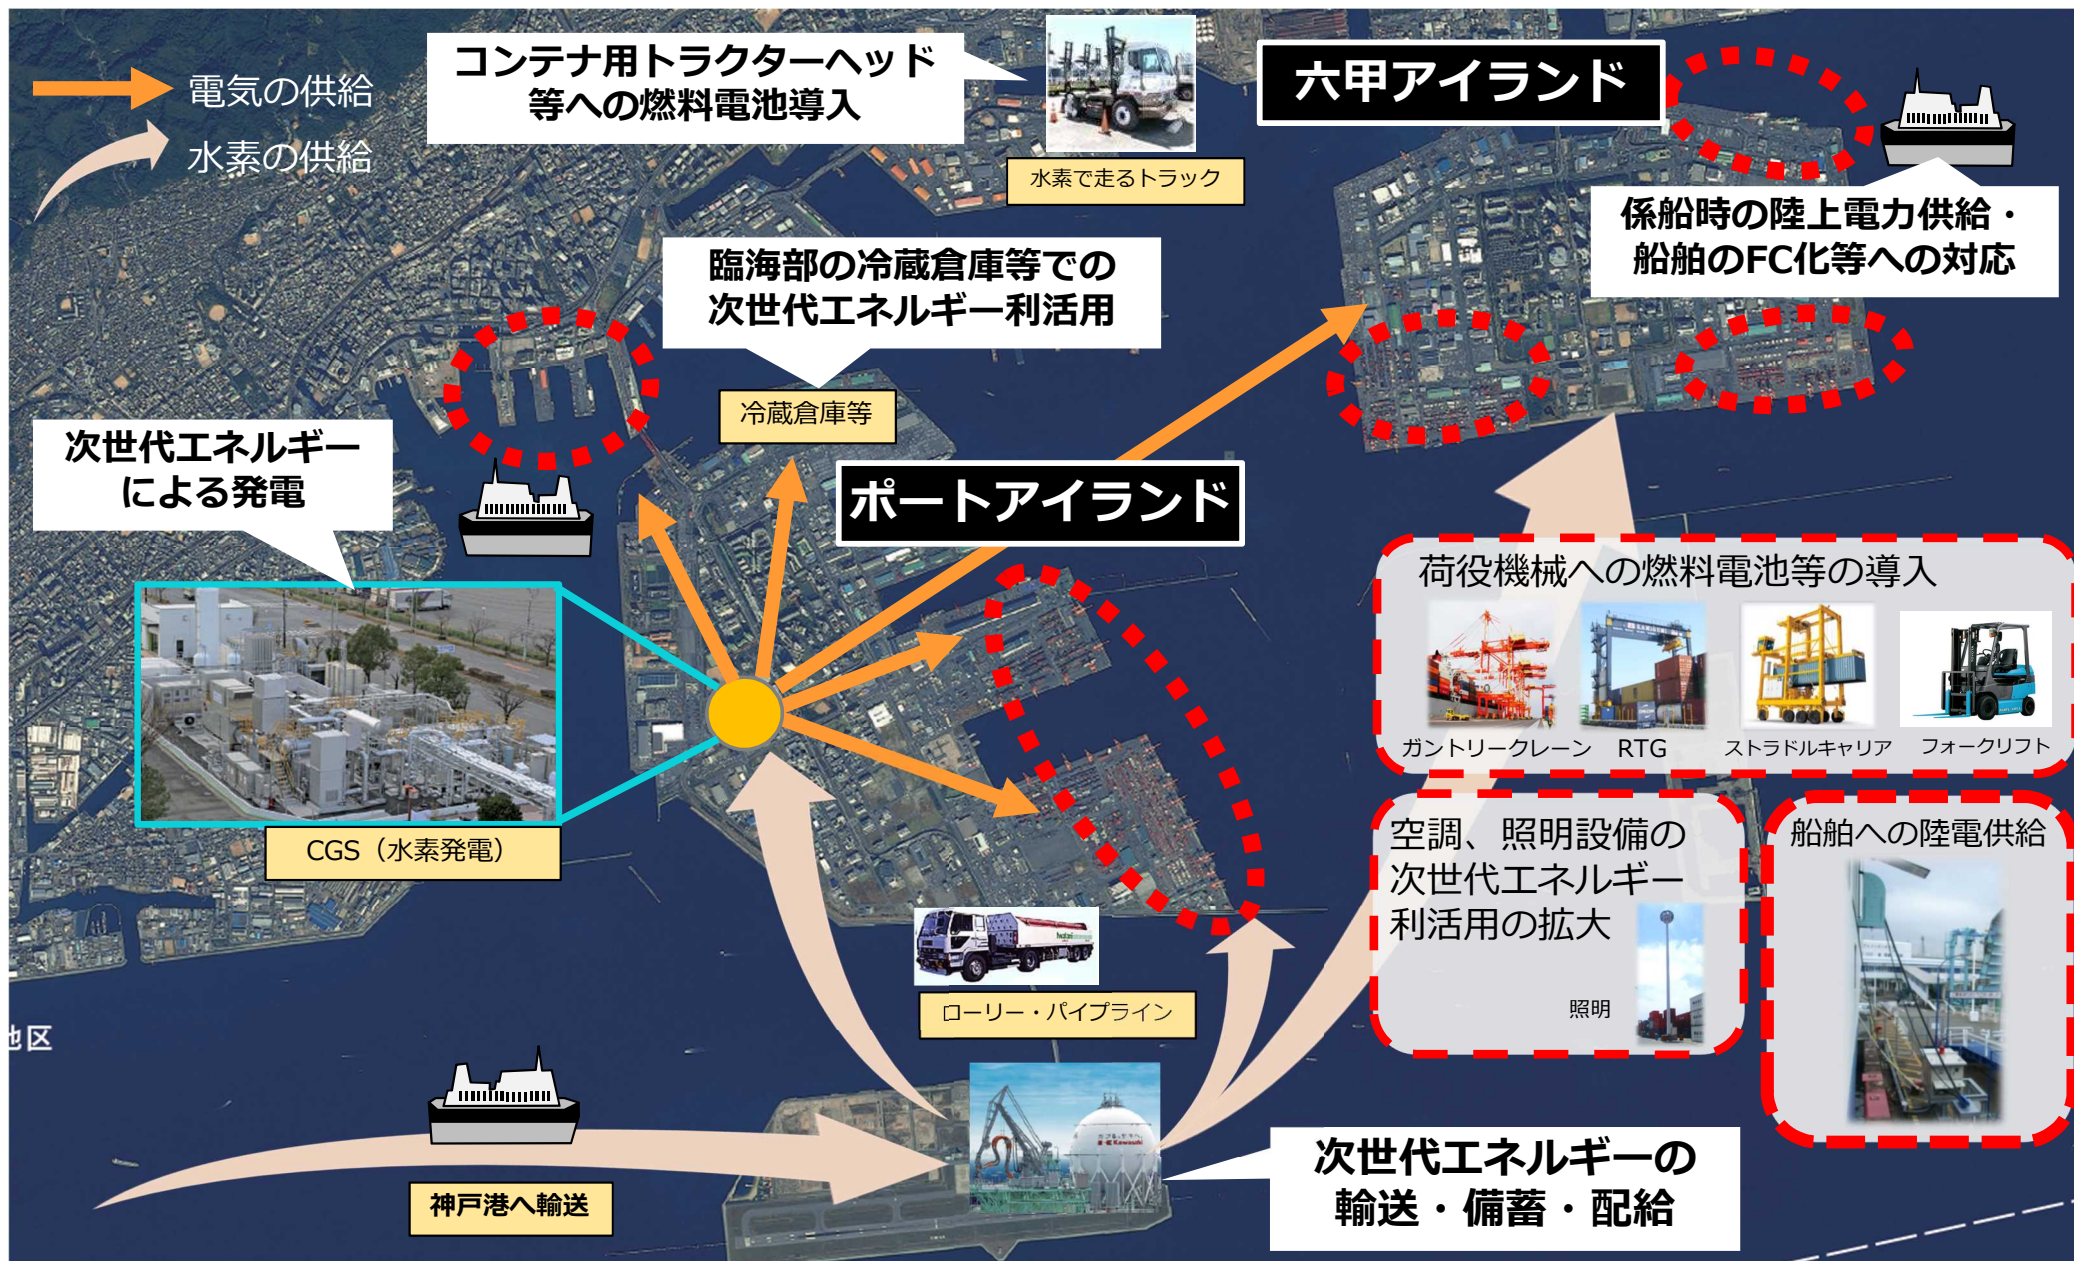 電気の供給
水素の供給
コンテナ用トラクターヘッド
等への燃料電池導入
水素で走るトラック
六甲アイランド
係船時の陸上電力供給・
船舶のFC化等への対応
臨海部の冷蔵倉庫等での
次世代エネルギー利活用
冷蔵倉庫等
次世代エネルギー
による発電
ポートアイランド
CGS（水素発電）
荷役機械への燃料電池等の導入
ガントリークレーン
RTG
ストラドルキャリア
フォークリフト
空調、照明設備の
次世代エネルギー
利活用の拡大
照明
船舶への陸電供給
ローリー・パイプライン
地区
神戸港へ輸送
Kawasaki
次世代エネルギーの
輸送・備蓄・配給